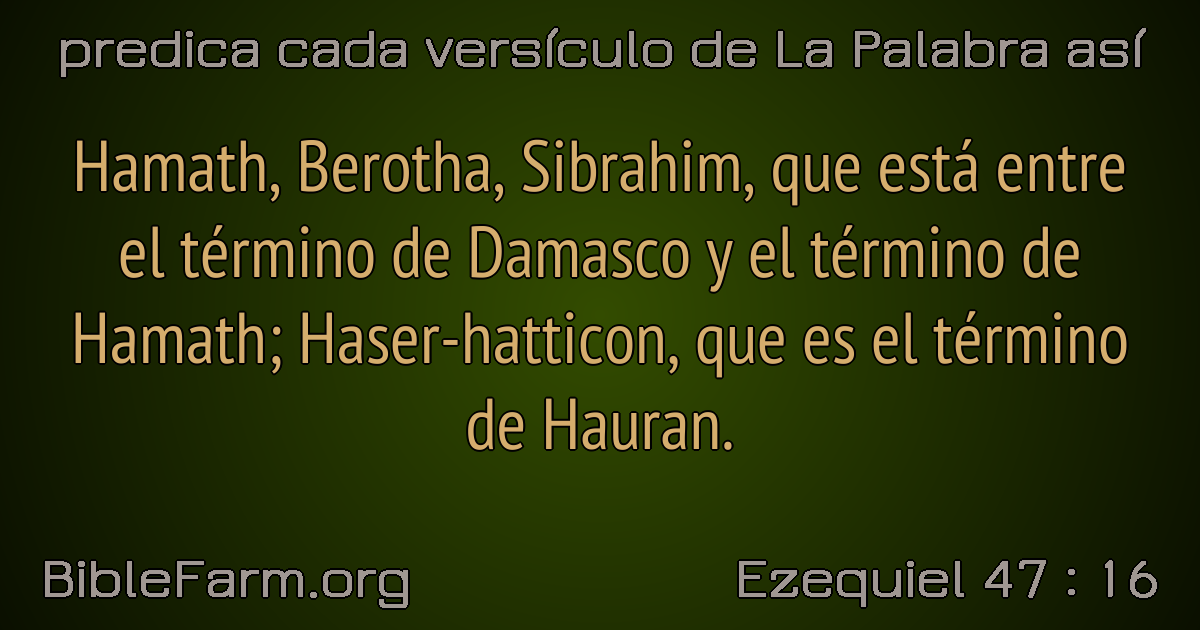 predica cada versículo de La Palabra así
Hamath, Berotha, Sibrahim, que está entre
el término de Damasco y el término de
Hamath; Haser-hatticon, que es el término
de Hauran.
BibleFarm.org
Ezequiel 47 : 16